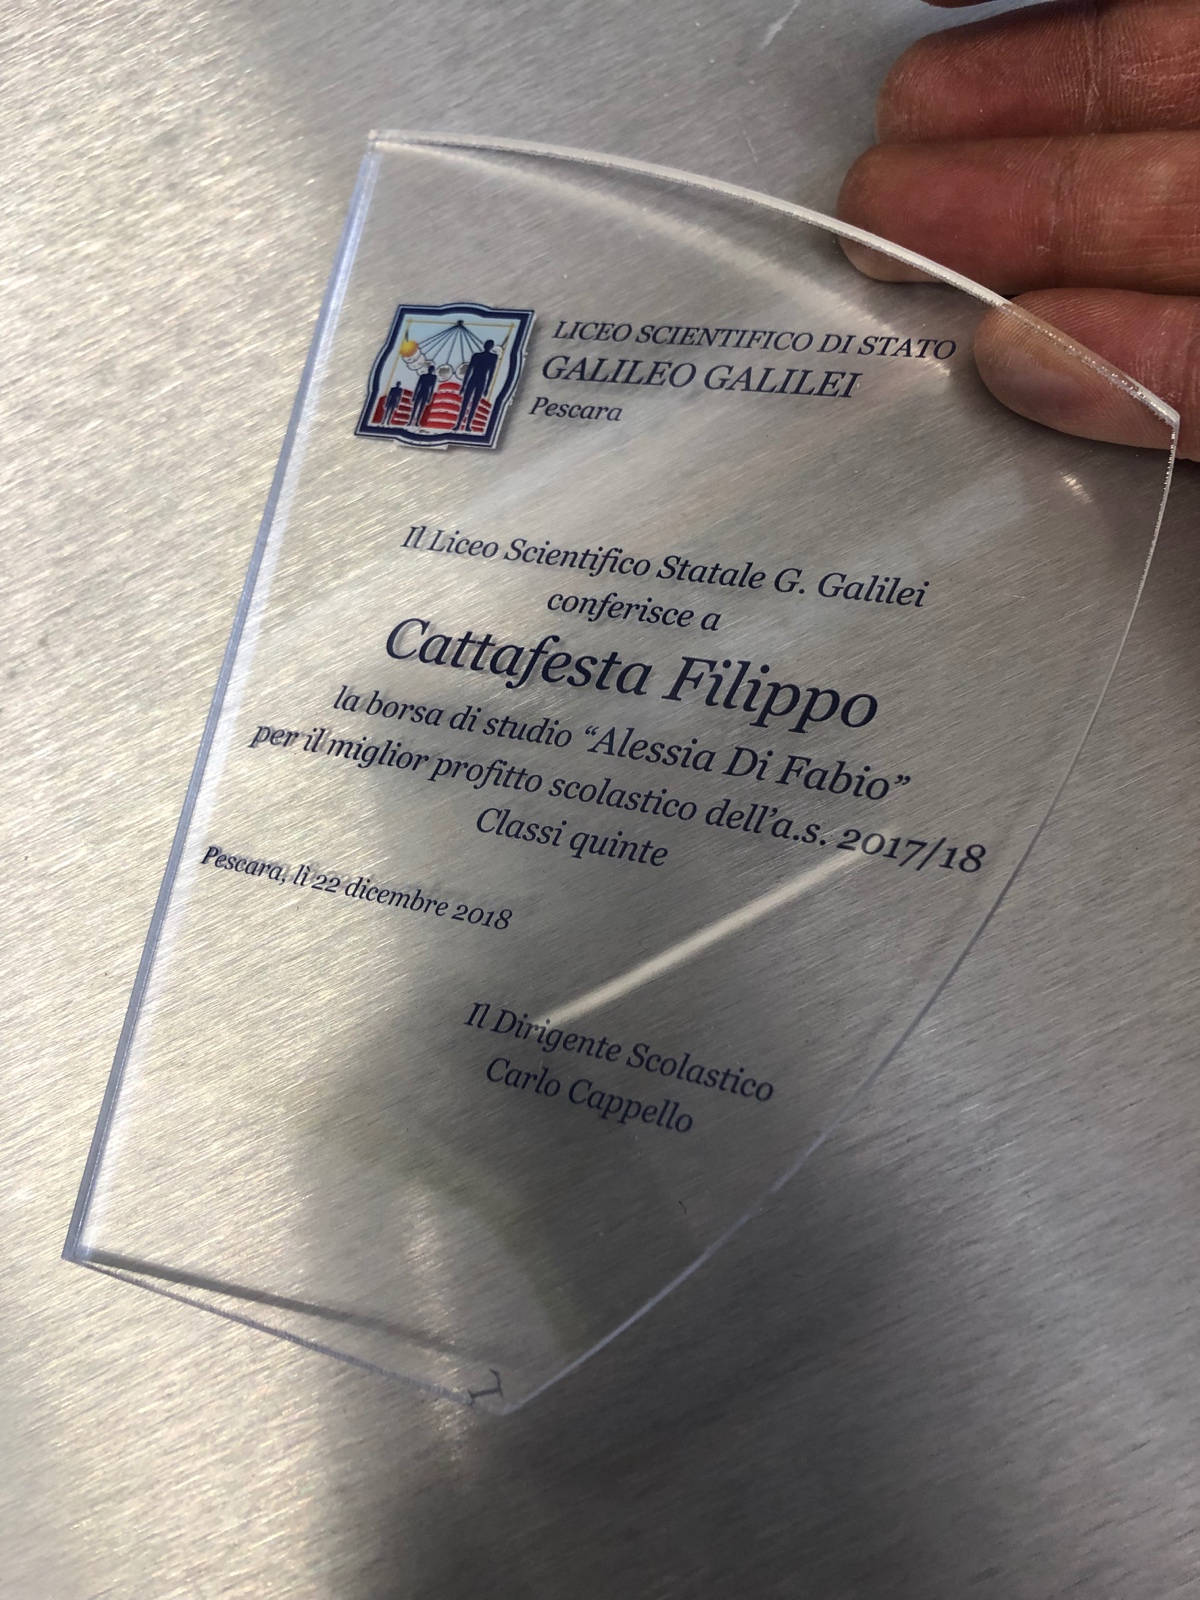 LICEO SCIENTIFICO DI STATO
GALILEO GALILEI
Pescara
Il Liceo Scientifico Statale G. Galilei
conferisce a
Cattafesta Filippo
la borsa di studio “Alessia Di Fabio”
per il miglior profitto scolastico dell’a.s. 2017/18
Classi quinte
Pescara, lì 22 dicembre 2018
Il Dirigente Scolastico
Carlo Cappello